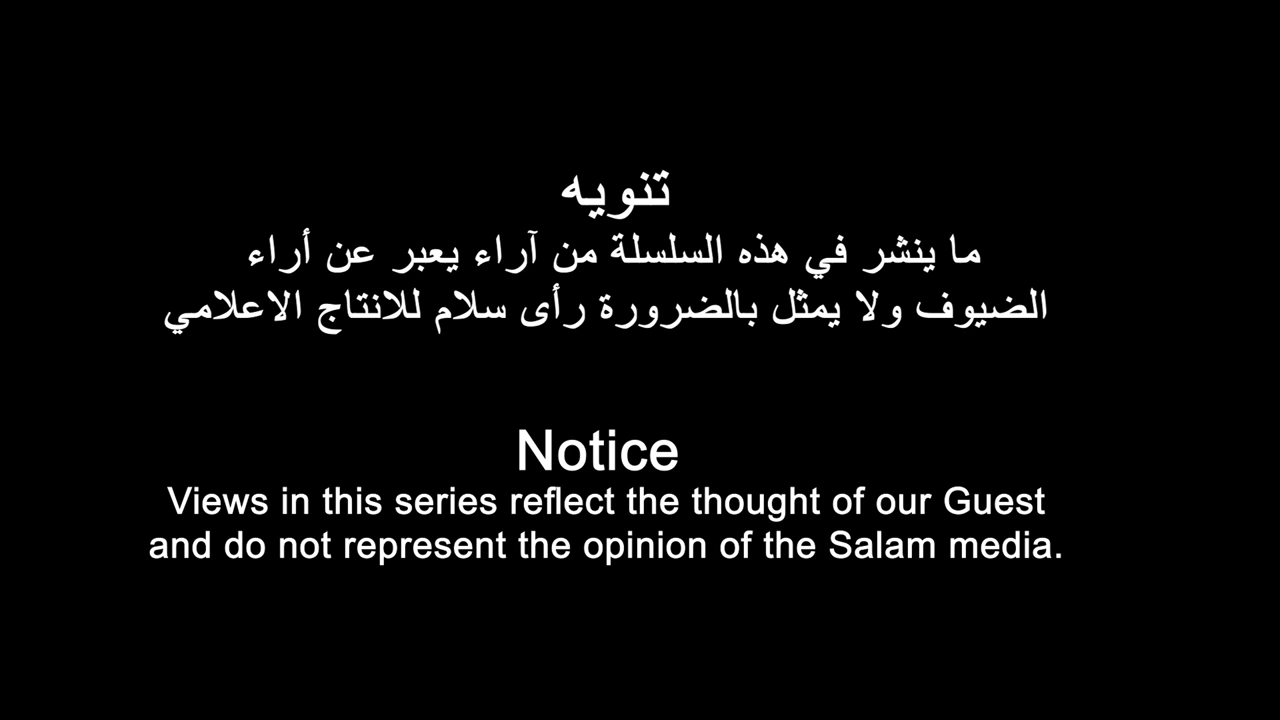 تنويه
ما ينشر في هذه السلسلة من آراء يعبر عن أراء
الضيوف ولا يمثل بالضرورة رأى سلام للانتاج الاعلامي
Notice
Views in this series reflect the thought of our Guest
and do not represent the opinion of the Salam media.